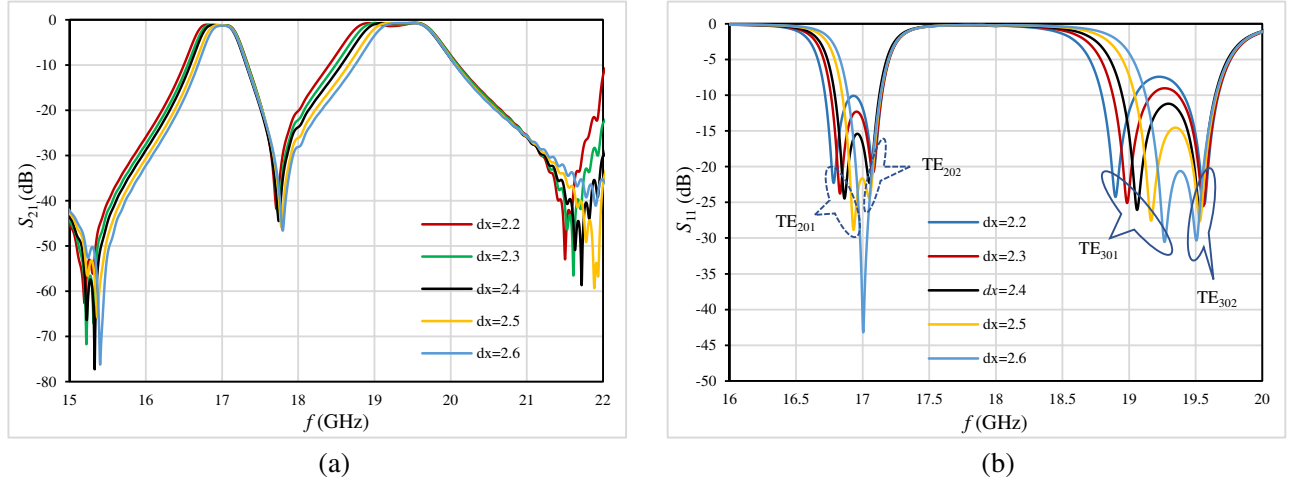 0
-10
-20
-30
-40
-50
-60
-70
-80
S21 (dB)
15
16
17
18
19
20
21
22
f (GHz)
dx=2.2
dx=2.3
dx=2.4
dx=2.5
dx=2.6
(a)
0
-5
-10
-15
-20
-25
-30
-35
-40
-45
-50
S11 (dB)
16
16.5
17
17.5
18
18.5
19
19.5
20
f (GHz)
TE202
TE201
TE301
TE302
dx=2.2
dx=2.3
dx=2.4
dx=2.5
dx=2.6
(b)